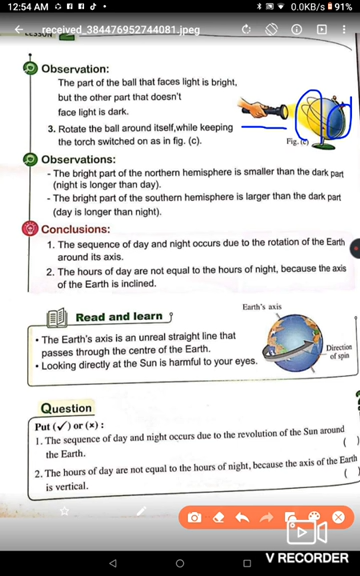 12:54 AM
0.0KB/s 91%
received_384476952744081.jpeg
LESSON
Observation:
The part of the ball that faces light is bright,
but the other part that doesn't
face light is dark.
3. Rotate the ball around itself, while keeping
the torch switched on as in fig. (c).
Fig. (c)
Observations:
- The bright part of the northern hemisphere is smaller than the dark part
(night is longer than day).
- The bright part of the southern hemisphere is larger than the dark part
(day is longer than night).
Conclusions:
1. The sequence of day and night occurs due to the rotation of the Earth
around its axis.
2. The hours of day are not equal to the hours of night, because the axis
of the Earth is inclined.
Read and learn
• The Earth's axis is an unreal straight line that
passes through the centre of the Earth.
• Looking directly at the Sun is harmful to your eyes.
Earth's axis
Direction
of spin
Question
Put (✓) or (×) :
1. The sequence of day and night occurs due to the revolution of the Sun around
the Earth. ( )
2. The hours of day are not equal to the hours of night, because the axis of the Earth
is vertical. ( )
V RECORDER